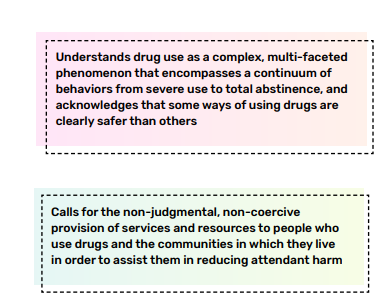 Understands drug use as a complex, multi-faceted
phenomenon that encompasses a continuum of
behaviors from severe use to total abstinence, and
acknowledges that some ways of using drugs are
clearly safer than others
Calls for the non-judgmental, non-coercive
provision of services and resources to people who
use drugs and the communities in which they live
in order to assist them in reducing attendant harm